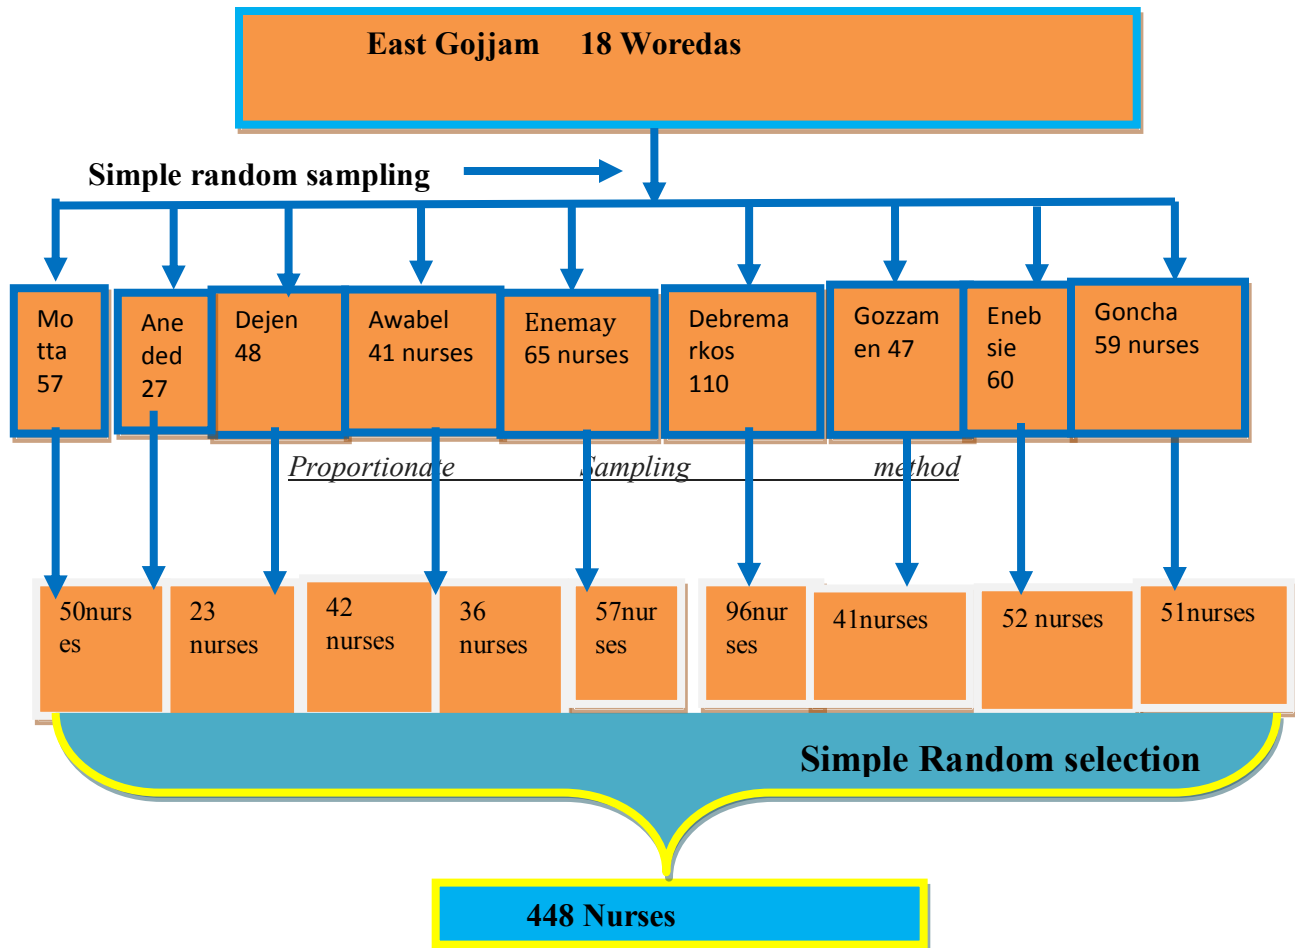 East Gojjam 18 Woredas
Simple random sampling
Mo
tta
57
Ane
ded
27
Dejen
48
Awabel
41 nurses
Enemay
65 nurses
Debrema
rkos
110
Gozzam
en 47
Eneb
sie
60
Goncha
59 nurses
Proportionate Sampling method
50nurs
es
23
nurses
42
nurses
36
nurses
57nur
ses
96nur
ses
41nurses
52 nurses
51nurses
Simple Random selection
448 Nurses